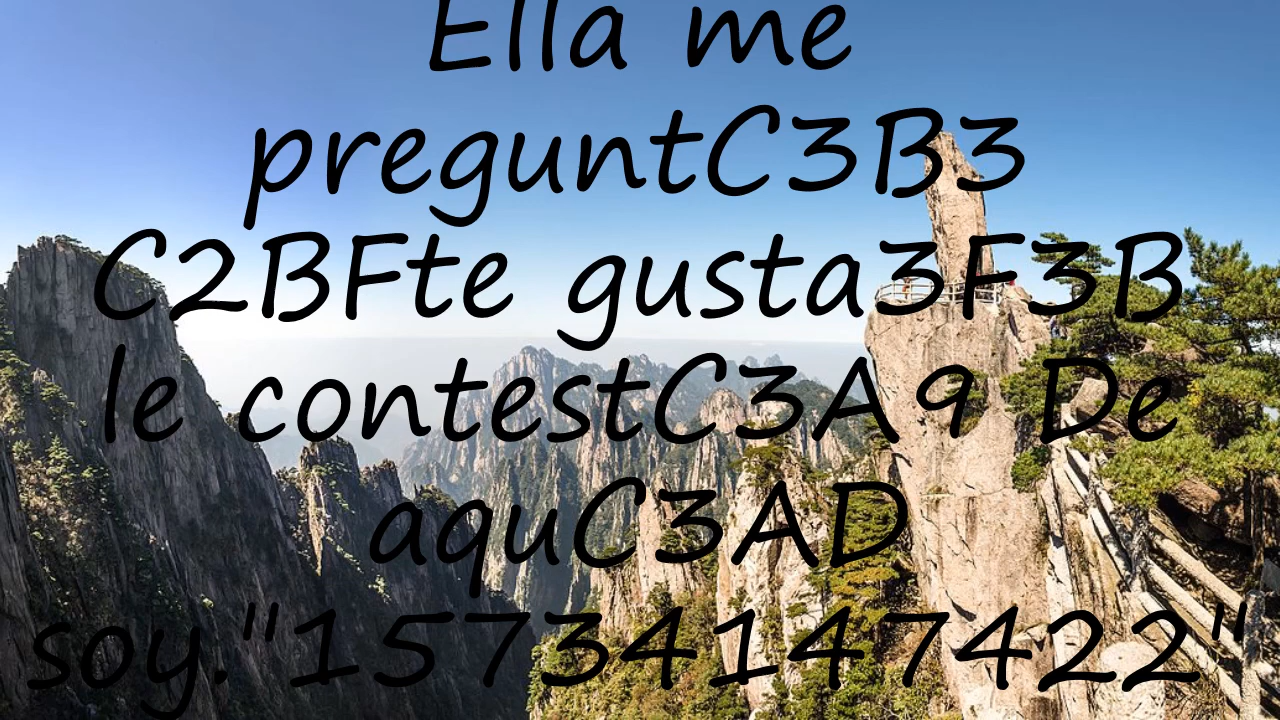 Ella me
preguntC3B3
C2BFte gusta3F3B
le contestC3A9 De
aquC3AD
soy."15734147422"